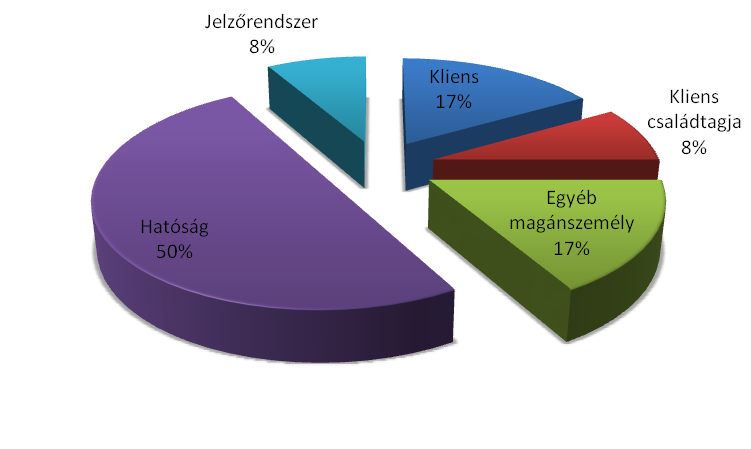 Jelzőrendszer
8%
Kliens
17%
Kliens
családtagja
8%
Egyéb
magánszemély
17%
Hatóság
50%